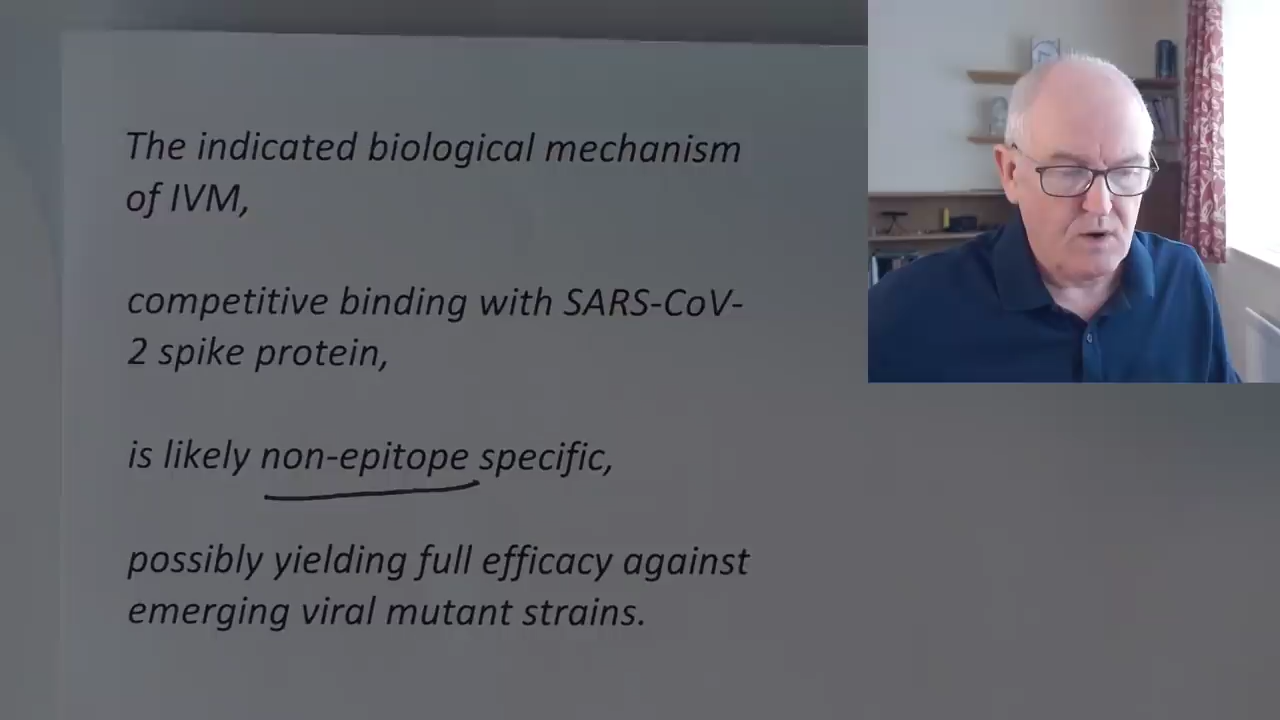 The indicated biological mechanism
of IVM,
competitive binding with SARS-CoV-
2 spike protein,
is likely non-epitope specific,
possibly yielding full efficacy against
emerging viral mutant strains.